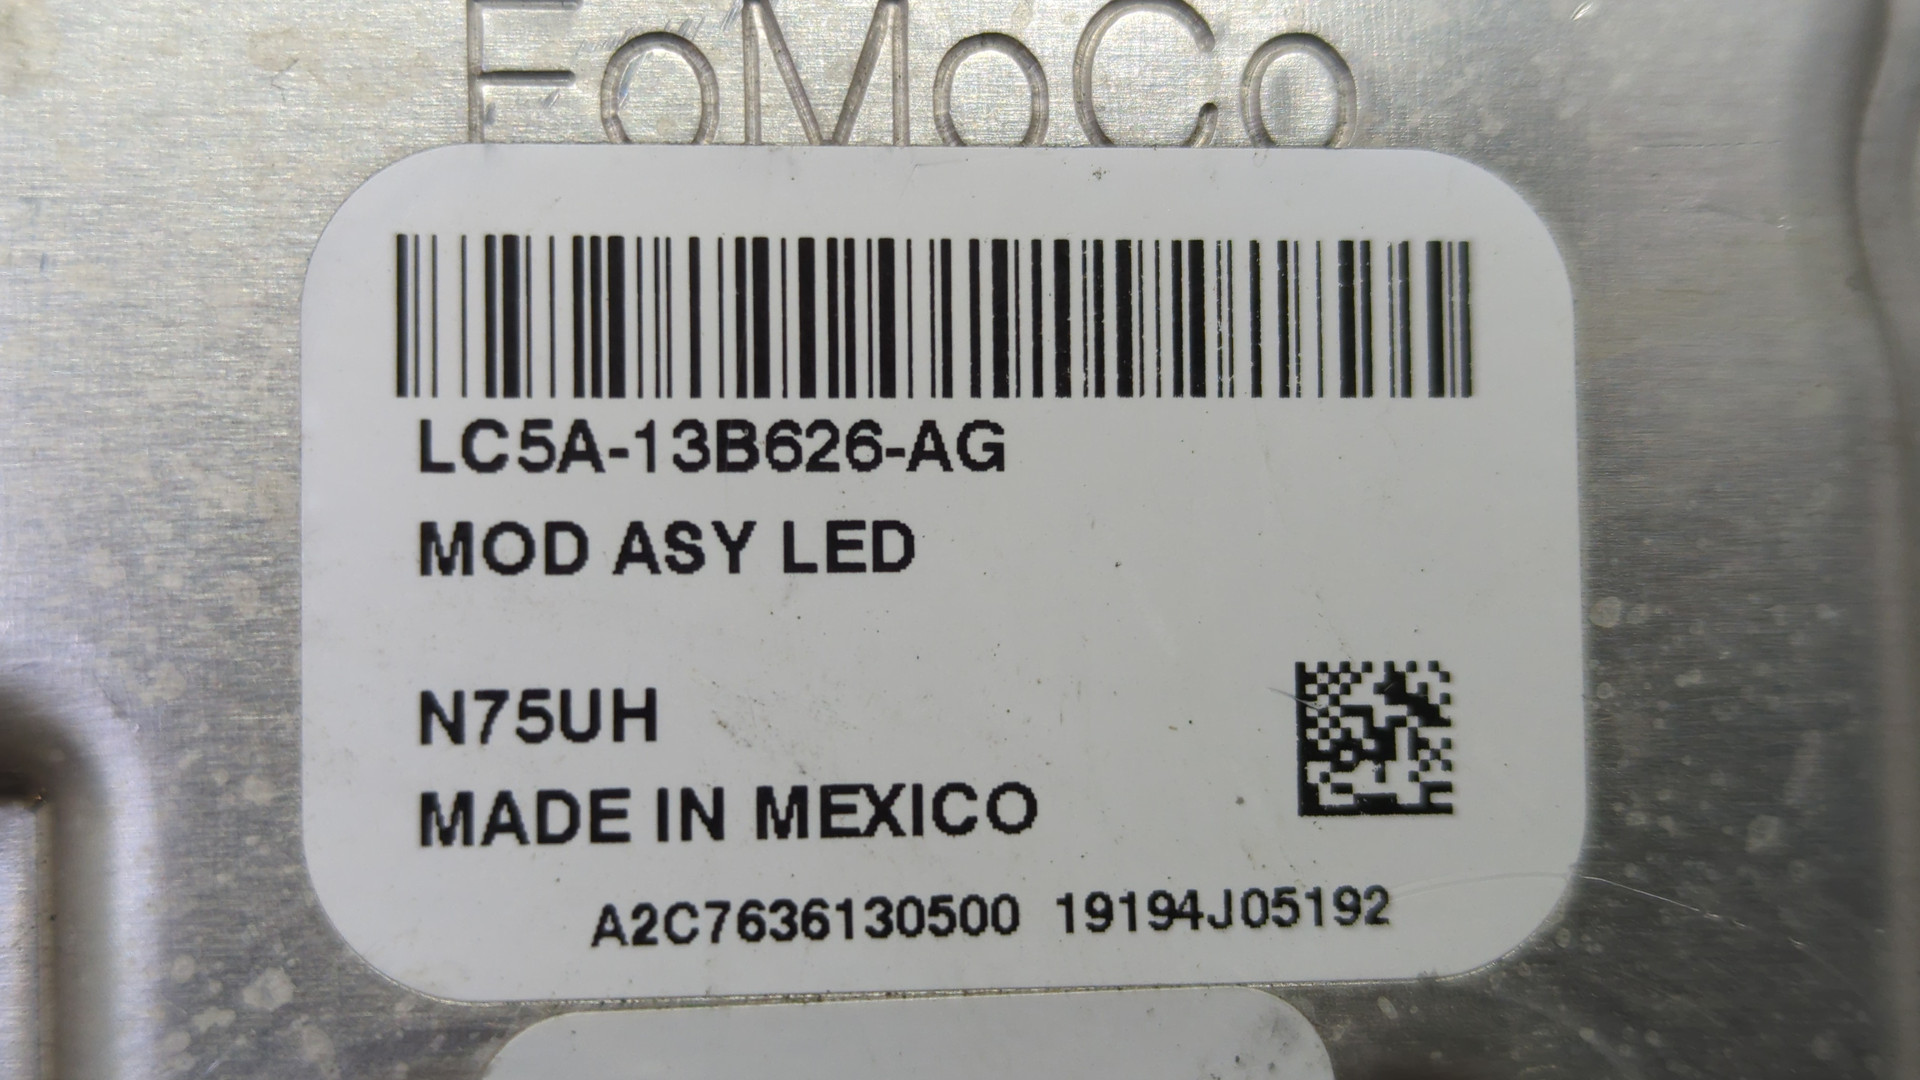 FoMoCo
LC5A-13B626-AG
MOD ASY LED
N75UH
MADE IN MEXICO
A2C7636130500 19194J05192